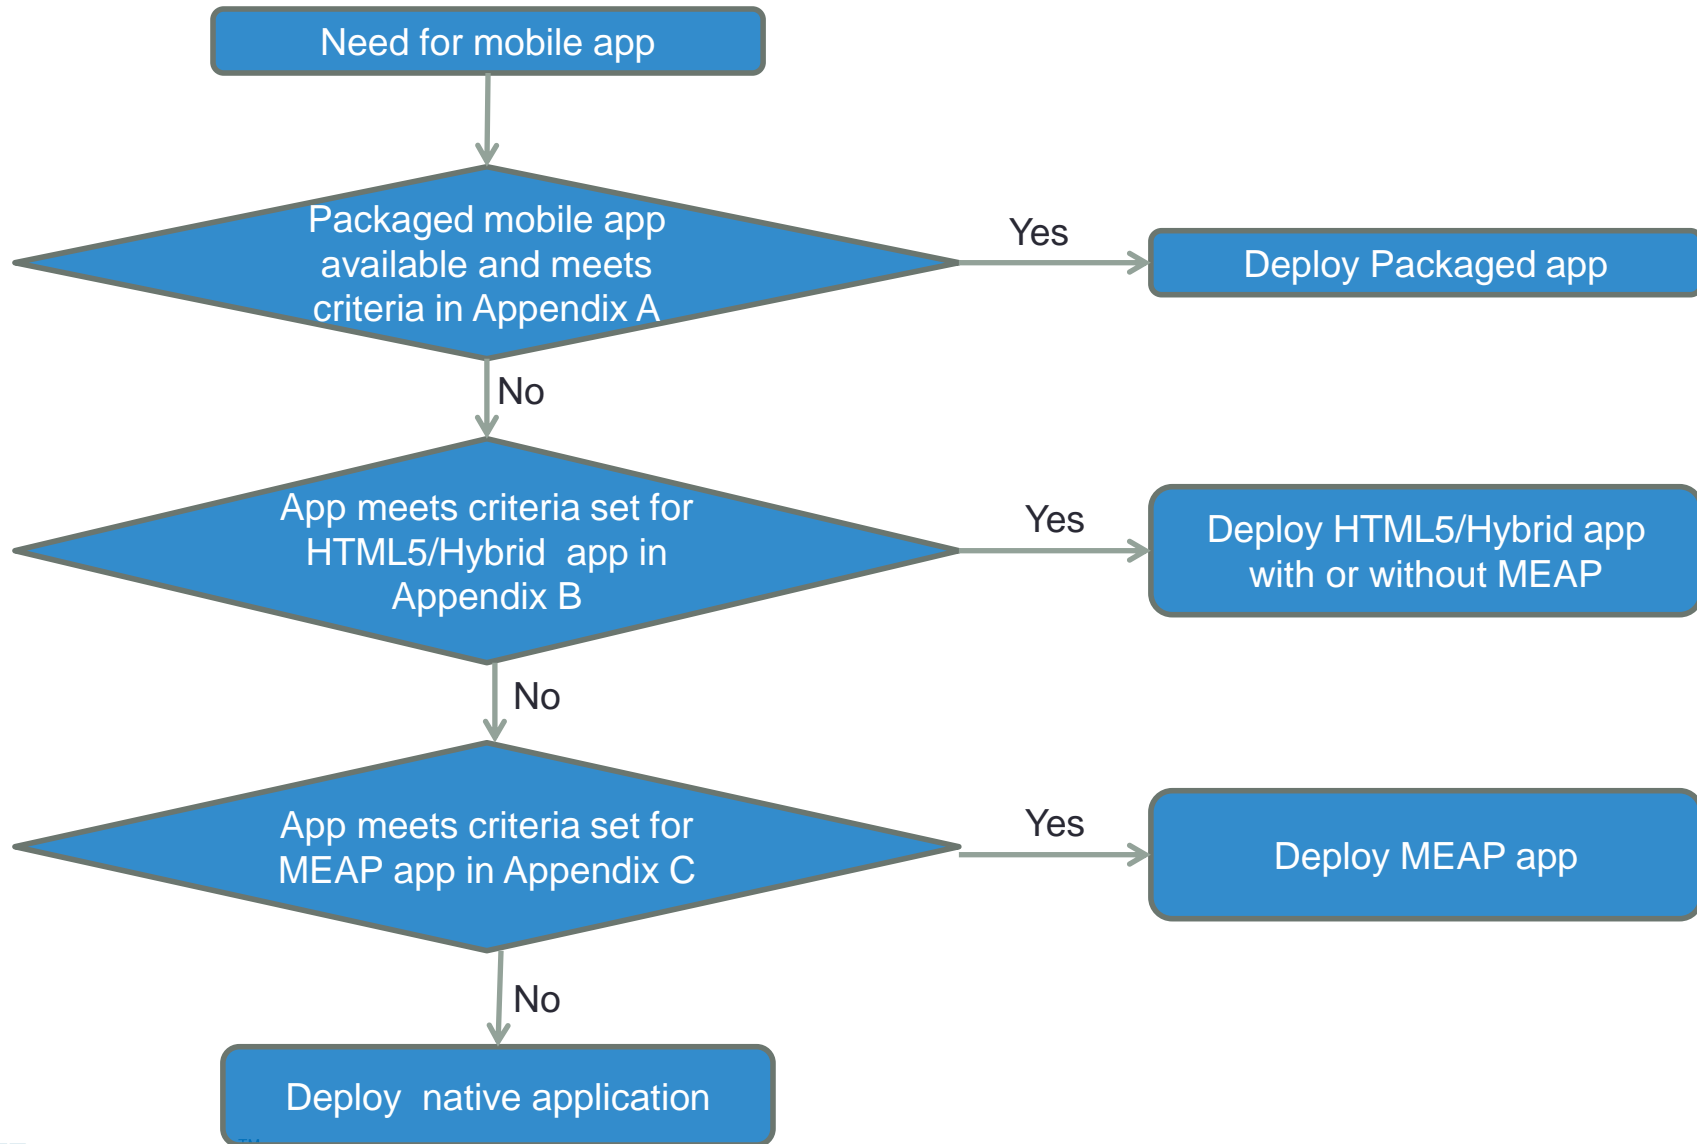 Need for mobile app
Packaged mobile app
available and meets
criteria in Appendix A
Yes
Deploy Packaged app
No
App meets criteria set for
HTML5/Hybrid  app in
Appendix B
Yes
Deploy HTML5/Hybrid app
with or without MEAP
No
App meets criteria set for
MEAP app in Appendix C
Yes
Deploy MEAP app
No
Deploy  native application
TM